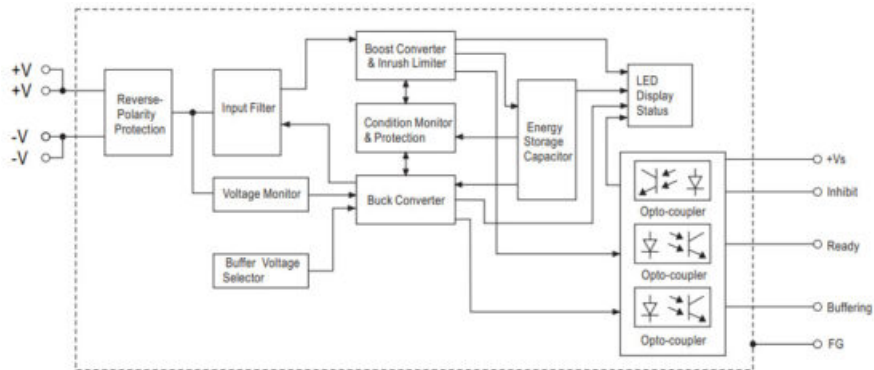 +V
+V
-V
-V
Reverse-
Polarity
Protection
Input Filter
Voltage Monitor
Buffer Voltage
Selector
Boost Converter
& Inrush Limiter
Condition Monitor
& Protection
Buck Converter
Energy
Storage
Capacitor
LED
Display
Status
Opto-coupler
Opto-coupler
Opto-coupler
+Vs
Inhibit
Ready
Buffering
FG